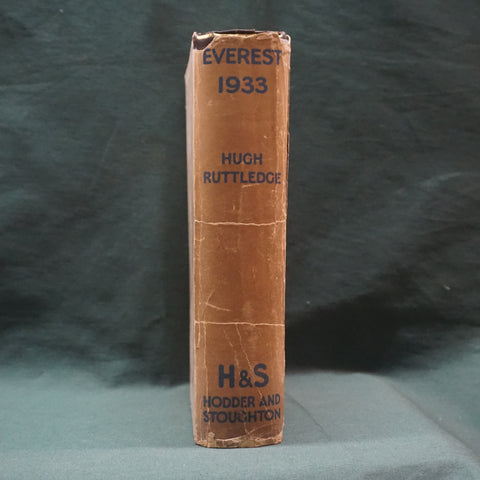 EVEREST
1933
HUGH
RUTTLEDGE
H&S
HODDER AND
STOUGHTON